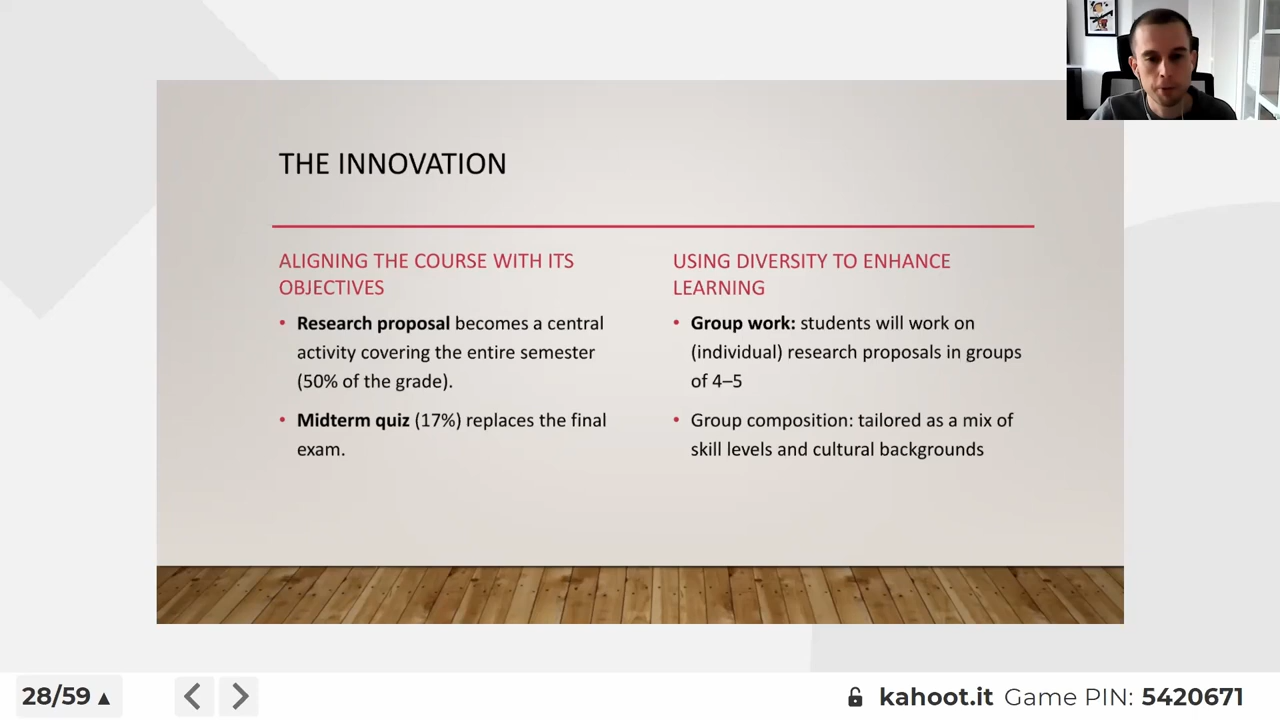 THE INNOVATION
ALIGNING THE COURSE WITH ITS
OBJECTIVES
• Research proposal becomes a central
activity covering the entire semester
(50% of the grade).
• Midterm quiz (17%) replaces the final
exam.
USING DIVERSITY TO ENHANCE
LEARNING
• Group work: students will work on
(individual) research proposals in groups
of 4–5
• Group composition: tailored as a mix of
skill levels and cultural backgrounds
28/59 ▲
kahoot.it Game PIN: 5420671